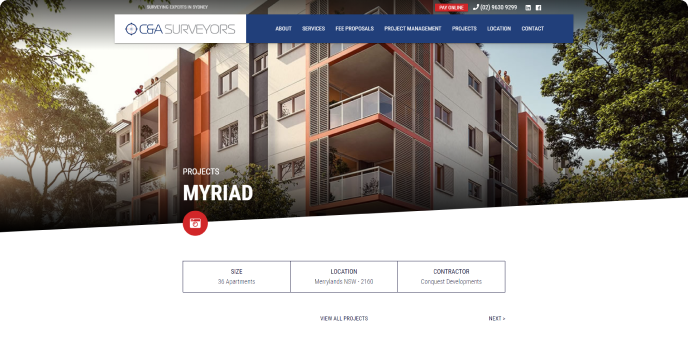 SURVEYING EXPERTS IN SYDNEY
PAY ONLINE (02) 9630 9299
C&A SURVEYORS
ABOUT SERVICES FEE PROPOSALS PROJECT MANAGEMENT PROJECTS LOCATION CONTACT
PROJECTS
MYRIAD
SIZE LOCATION CONTRACTOR
36 Apartments Merrylands NSW - 2160 Conquest Developments
VIEW ALL PROJECTS NEXT >